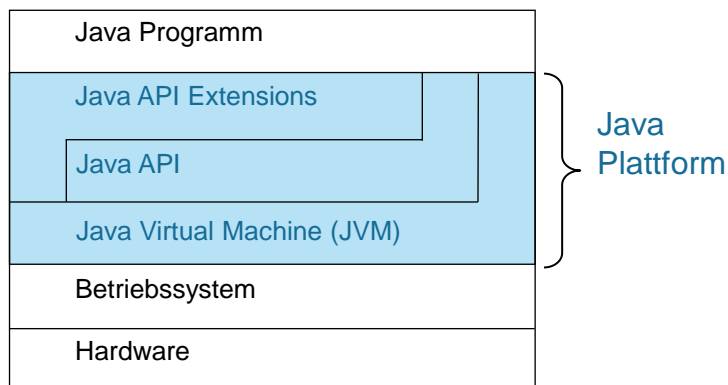 Java Programm
Java API Extensions
Java API
Java Virtual Machine (JVM)
Betriebssystem
Hardware
Java
Plattform